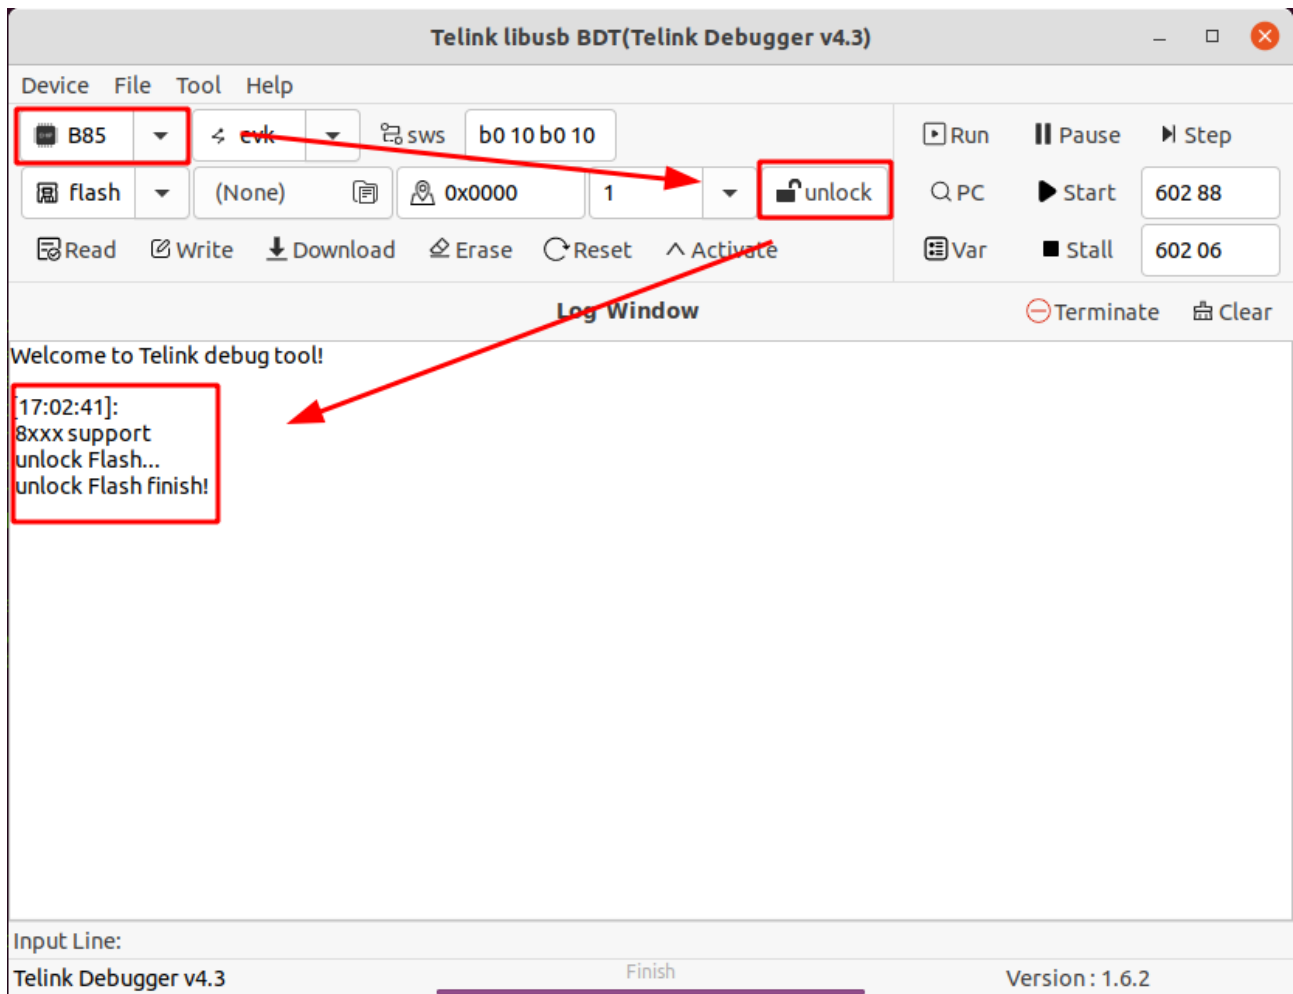 Telink libusb BDT(Telink Debugger v4.3)
Device File Tool Help
B85 evk sws b0 10 b0 10 Run Pause Step
flash (None) 0x0000 1 unlock PC Start 602 88
Read Write Download Erase Reset Activate Var Stall 602 06
Log Window Terminate Clear
Welcome to Telink debug tool!
[17:02:41]:
8xxx support
unlock Flash...
unlock Flash finish!
Input Line:
Telink Debugger v4.3 Finish Version : 1.6.2